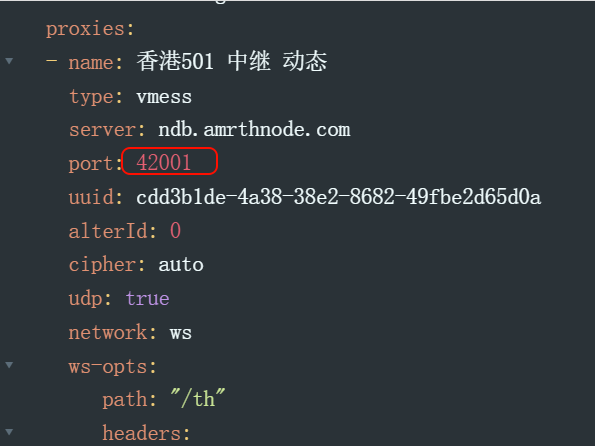 proxies:
- name: 香港501 中继 动态
type: vmess
server: ndb.amrthnode.com
port: 42001
uuid: cdd3b1de-4a38-38e2-8682-49fbe2d65d0a
alterId: 0
cipher: auto
udp: true
network: ws
ws-opts:
path: "/th"
headers: